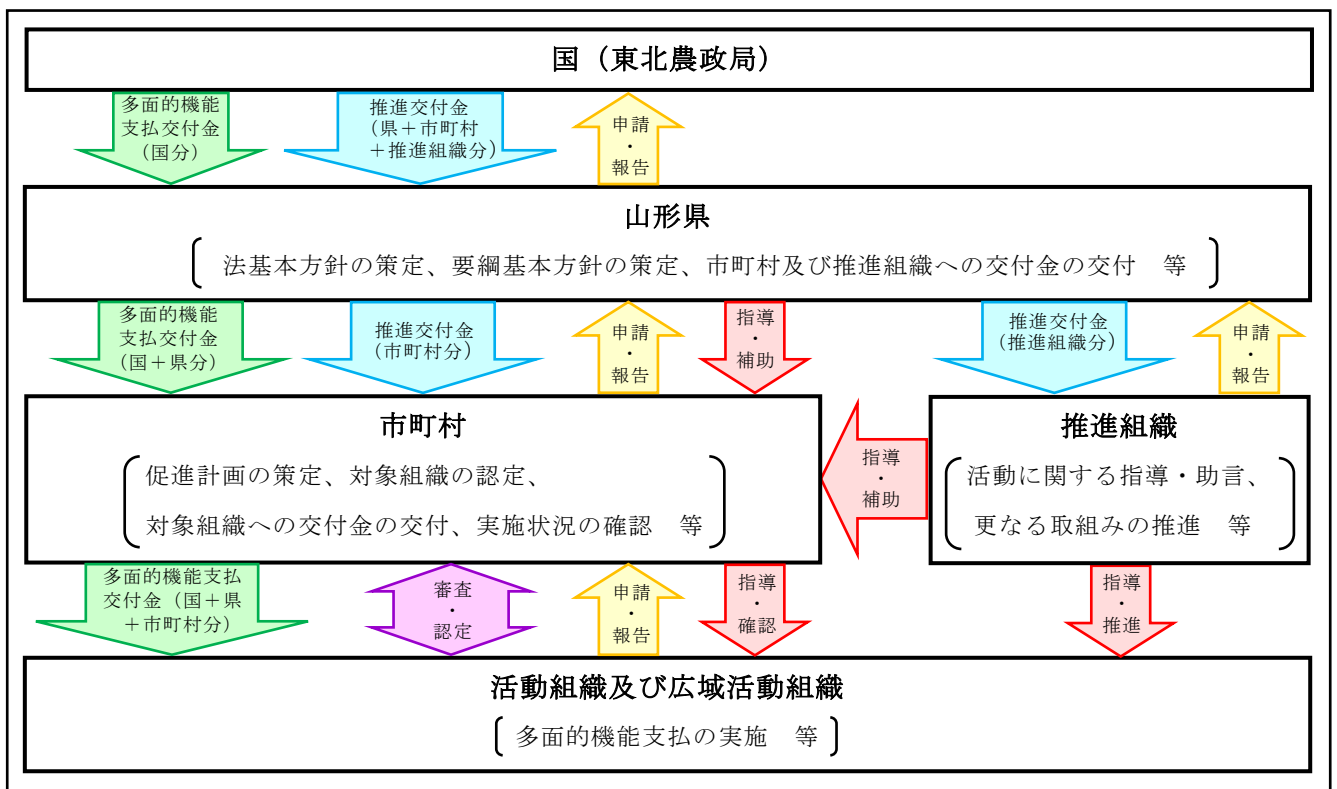 国（東北農政局）
多面的機能
支払交付金
（国分）
推進交付金
（県＋市町村
＋推進組織分）
申請
・
報告
山形県
法基本方針の策定、要綱基本方針の策定、市町村及び推進組織への交付金の交付　等
多面的機能
支払交付金
（国＋県分）
推進交付金
（市町村分）
申請
・
報告
指導
・
補助
推進交付金
（推進組織分）
申請
・
報告
市町村
促進計画の策定、対象組織の認定、
対象組織への交付金の交付、実施状況の確認　等
指導
・
補助
推進組織
活動に関する指導・助言、
更なる取組みの推進　等
多面的機能支払
交付金（国＋県
＋市町村分）
審査
・
認定
申請
・
報告
指導
・
確認
指導
・
推進
活動組織及び広域活動組織
多面的機能支払の実施　等